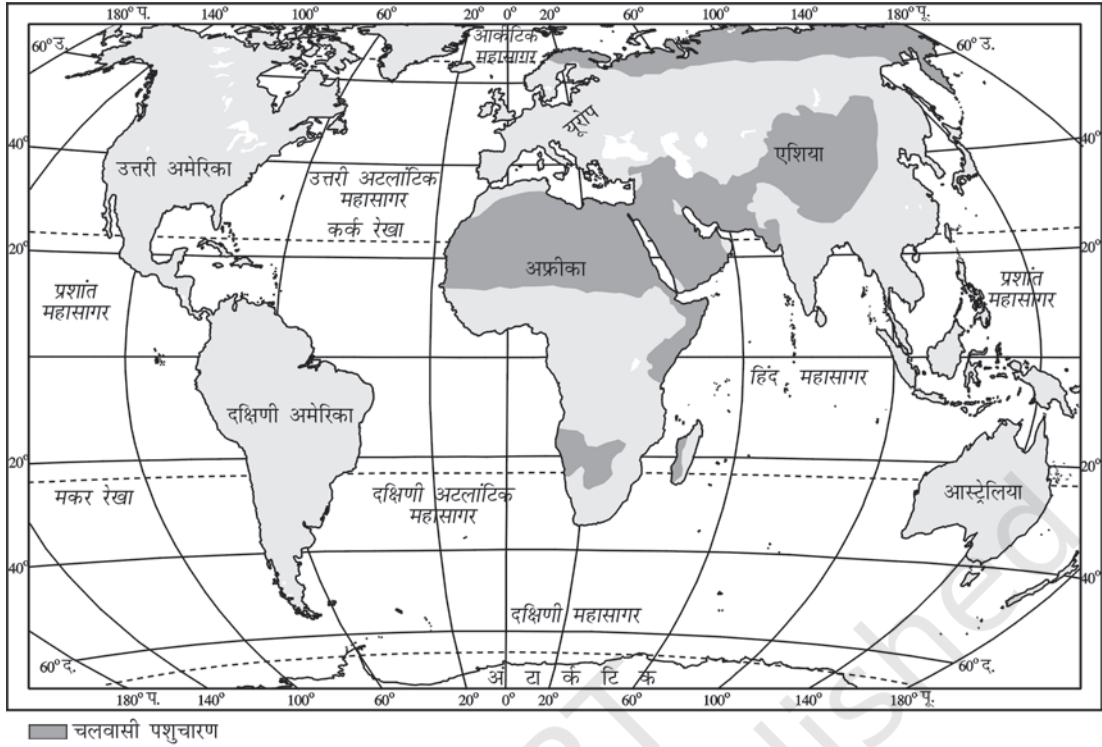 180° प. 140° 100° 60° 20° 0° 20° 60° 100° 140° 180° पू.
60° उ. 60° उ.
आर्कटिक
महासागर
यूरोप
40° 40°
एशिया
उत्तरी अमेरिका
उत्तरी अटलांटिक
महासागर
कर्क रेखा
20° 20°
अफ्रीका
प्रशांत
महासागर
प्रशांत
महासागर
हिंद महासागर
दक्षिणी अमेरिका
20° 20°
मकर रेखा
दक्षिणी अटलांटिक
महासागर
आस्ट्रेलिया
40° 40°
दक्षिणी महासागर
60° द. 60° द.
अं टा र्क टि क
180° प. 140° 100° 60° 20° 0° 20° 60° 100° 140° 180° पू.
चलवासी पशुचारण